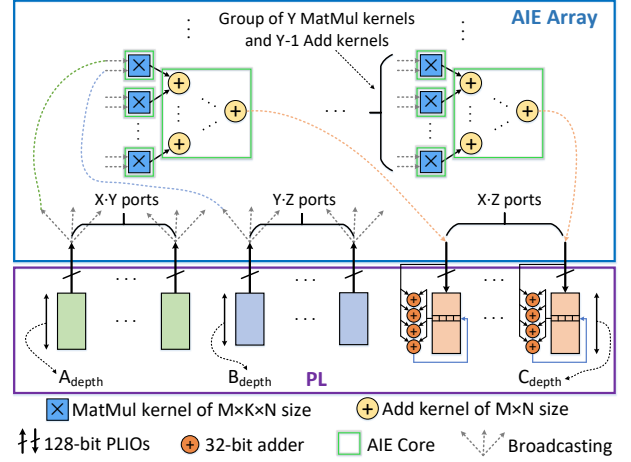 Group of Y MatMul kernels
and Y-1 Add kernels
AIE Array
X·Y ports
Y·Z ports
X·Z ports
A_depth
B_depth
PL
C_depth
MatMul kernel of M×K×N size
Add kernel of M×N size
128-bit PLIOs
32-bit adder
AIE Core
Broadcasting